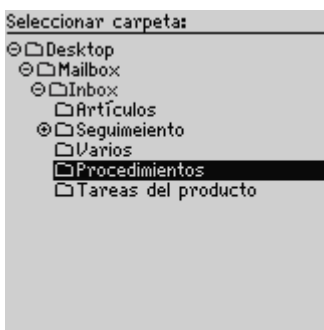 Seleccionar carpeta:
Desktop
Mailbox
Inbox
Artículos
Seguimeiento
Varios
Procedimientos
Tareas del producto